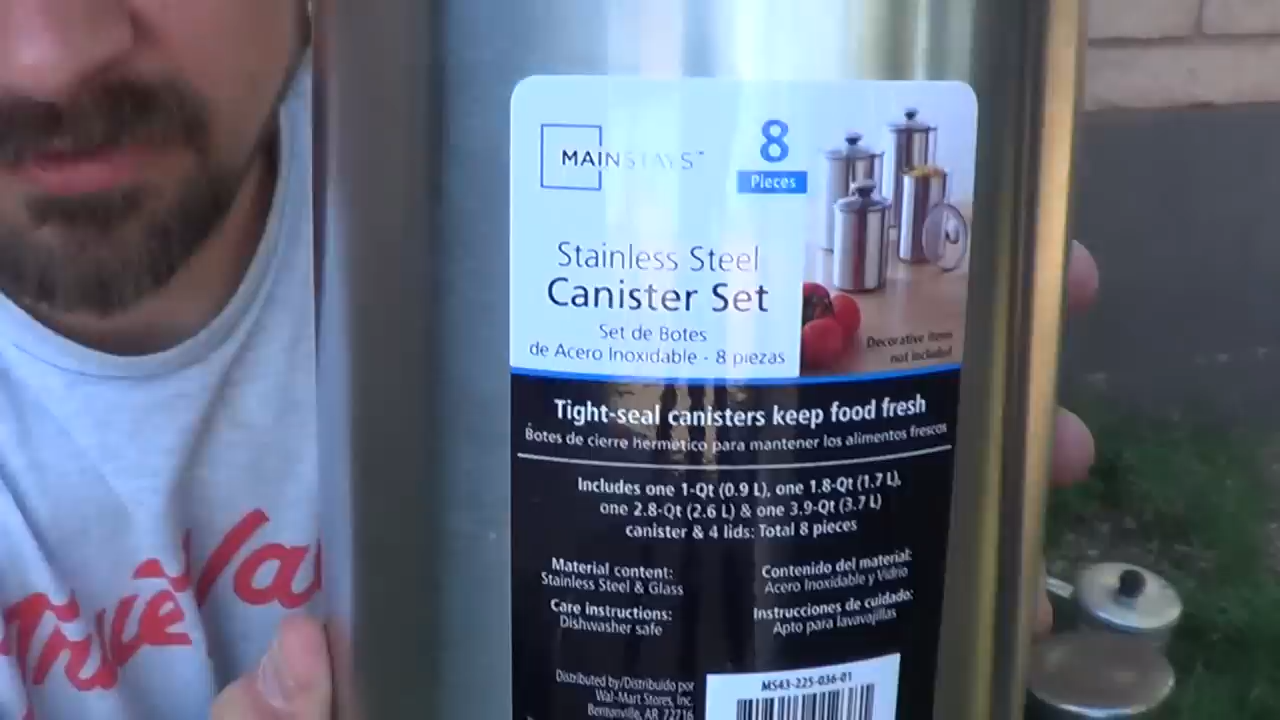 MAINSTAYS™
8
Pieces
Stainless Steel
Canister Set
Set de Botes
de Acero Inoxidable - 8 piezas
Decorative items
not included
Tight-seal canisters keep food fresh
Botes de cierre hermético para mantener los alimentos frescos
Includes one 1-Qt (0.9 L), one 1.8-Qt (1.7 L),
one 2.8-Qt (2.6 L) & one 3.9-Qt (3.7 L)
canister & 4 lids: Total 8 pieces
Material content:
Stainless Steel & Glass
Care instructions:
Dishwasher safe
Contenido del material:
Acero Inoxidable y Vidrio
Instrucciones de cuidado:
Apto para lavavajillas
Distributed by/Distribuido por
Wal-Mart Stores, Inc.
Bentonville, AR 72716
MS43-225-036-01